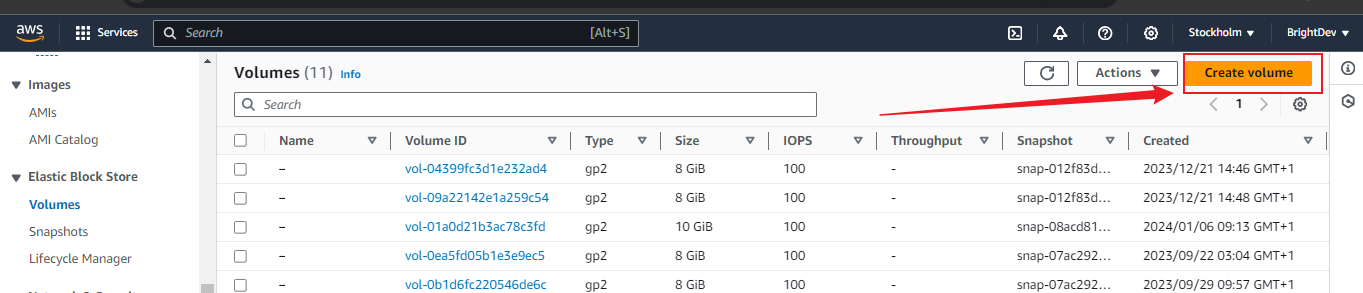 aws Services Search [Alt+S] Stockholm BrightDev
Images
AMIs
AMI Catalog
Elastic Block Store
Volumes
Snapshots
Lifecycle Manager
Volumes (11) Info Actions Create volume
Search 1
Name Volume ID Type Size IOPS Throughput Snapshot Created
– vol-04399fc3d1e232ad4 gp2 8 GiB 100 - snap-012f83d... 2023/12/21 14:46 GMT+1
– vol-09a22142e1a259c54 gp2 8 GiB 100 - snap-012f83d... 2023/12/21 14:48 GMT+1
– vol-01a0d21b3ac78c3fd gp2 10 GiB 100 - snap-08acd81... 2024/01/06 09:13 GMT+1
– vol-0ea5fd05b1e3e9ec5 gp2 8 GiB 100 - snap-07ac292... 2023/09/22 03:04 GMT+1
– vol-0b1d6fc220546de6c gp2 8 GiB 100 - snap-07ac292... 2023/09/29 09:57 GMT+1